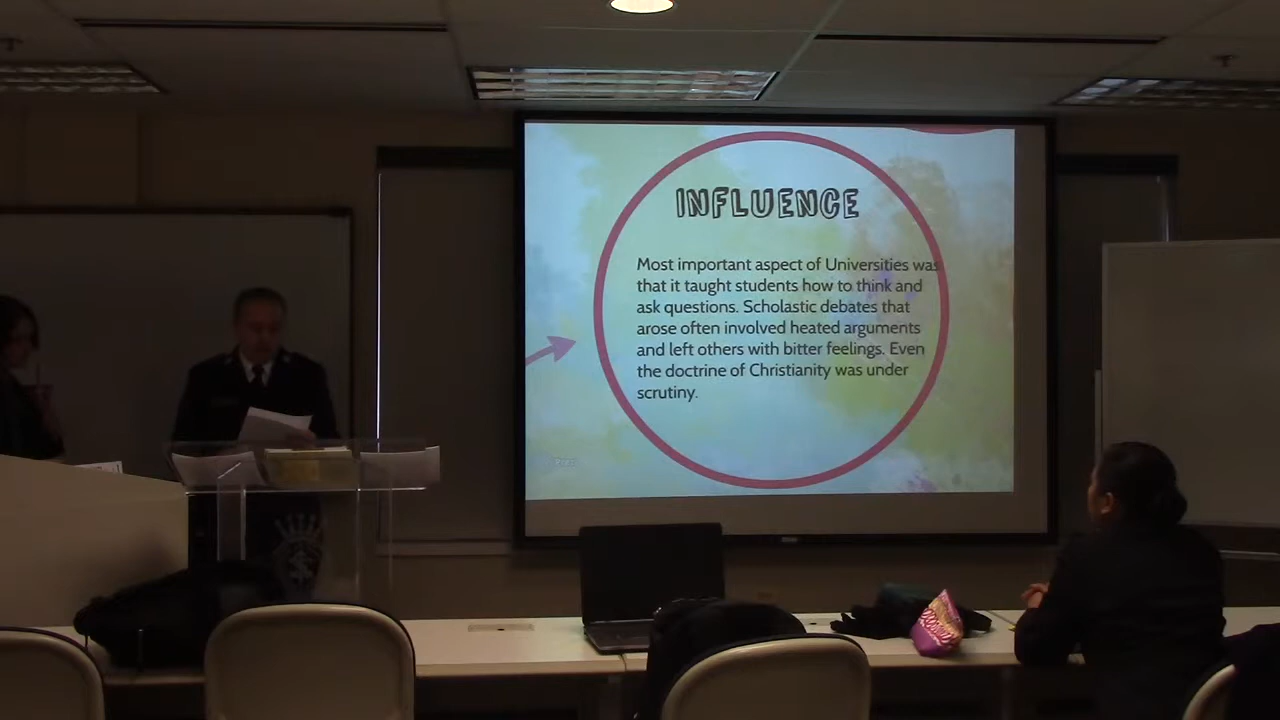 INFLUENCE
Most important aspect of Universities was
that it taught students how to think and
ask questions. Scholastic debates that
arose often involved heated arguments
and left others with bitter feelings. Even
the doctrine of Christianity was under
scrutiny.